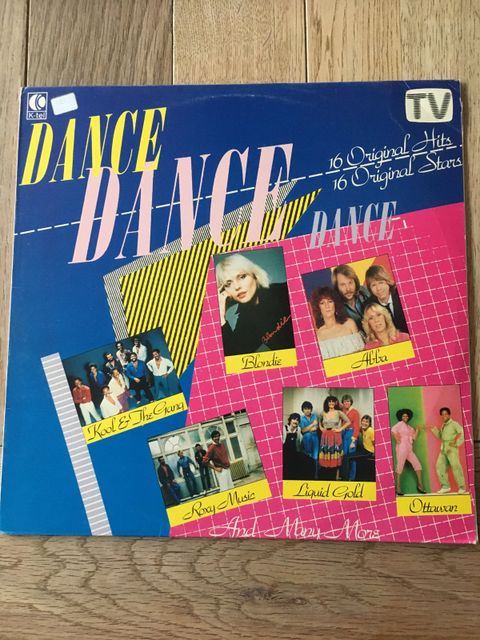 K-tel
TV
DANCE
DANCE
DANCE
16 Original Hits
16 Original Stars
Blondie
Blondie
Abba
Kool & The Gang
Roxy Music
Liquid Gold
Ottawan
And Many More